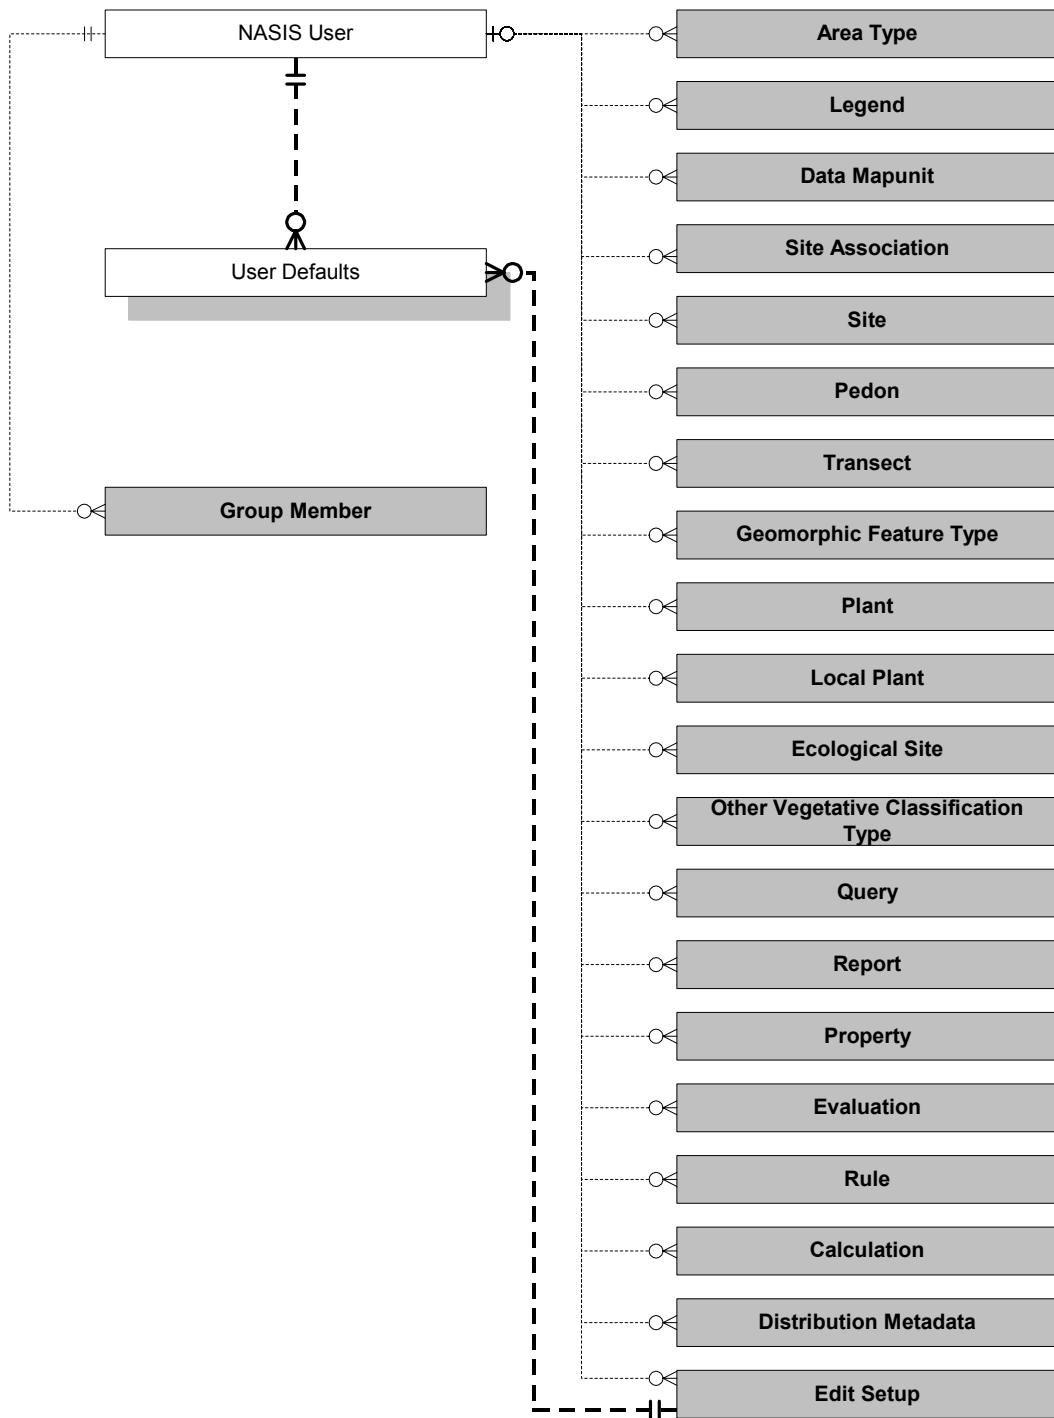 NASIS User
Area Type
Legend
Data Mapunit
Site Association
User Defaults
Site
Pedon
Transect
Group Member
Geomorphic Feature Type
Plant
Local Plant
Ecological Site
Other Vegetative Classification
Type
Query
Report
Property
Evaluation
Rule
Calculation
Distribution Metadata
Edit Setup